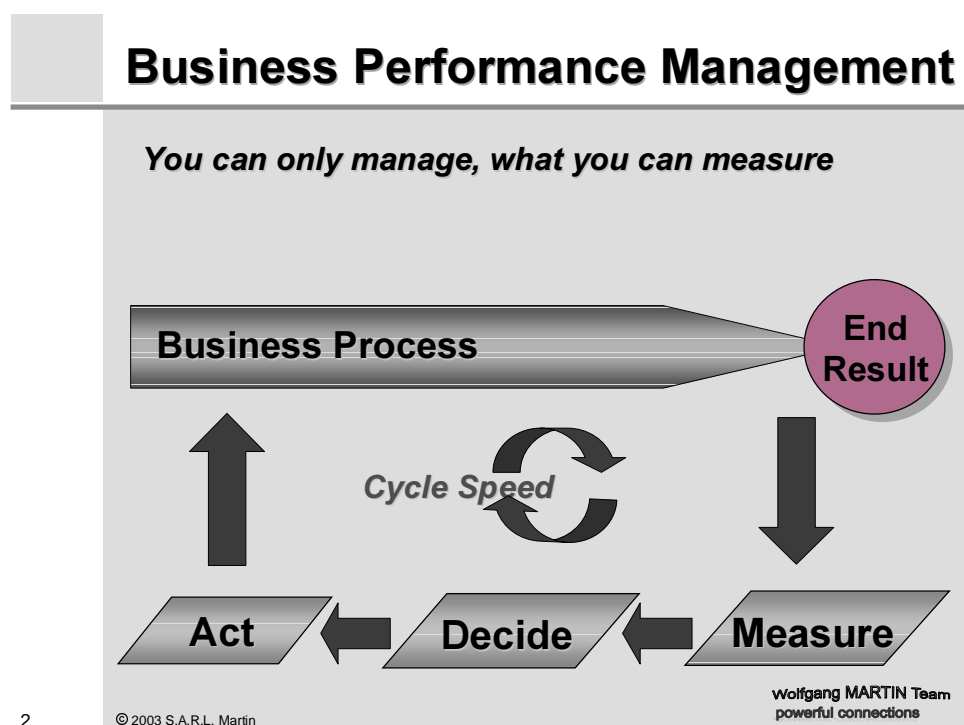 Business Performance Management
You can only manage, what you can measure
Business Process
End
Result
Cycle Speed
Act
Decide
Measure
Wolfgang MARTIN Team
powerful connections
2
© 2003 S.A.R.L. Martin